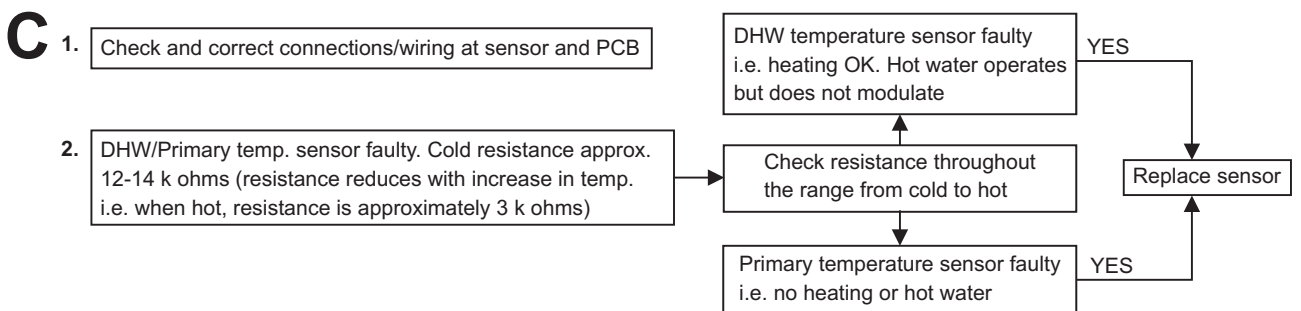 C
1. Check and correct connections/wiring at sensor and PCB
2. DHW/Primary temp. sensor faulty. Cold resistance approx.
12-14 k ohms (resistance reduces with increase in temp.
i.e. when hot, resistance is approximately 3 k ohms)
Check resistance throughout
the range from cold to hot
DHW temperature sensor faulty
i.e. heating OK. Hot water operates
but does not modulate
YES
Primary temperature sensor faulty
i.e. no heating or hot water
YES
Replace sensor